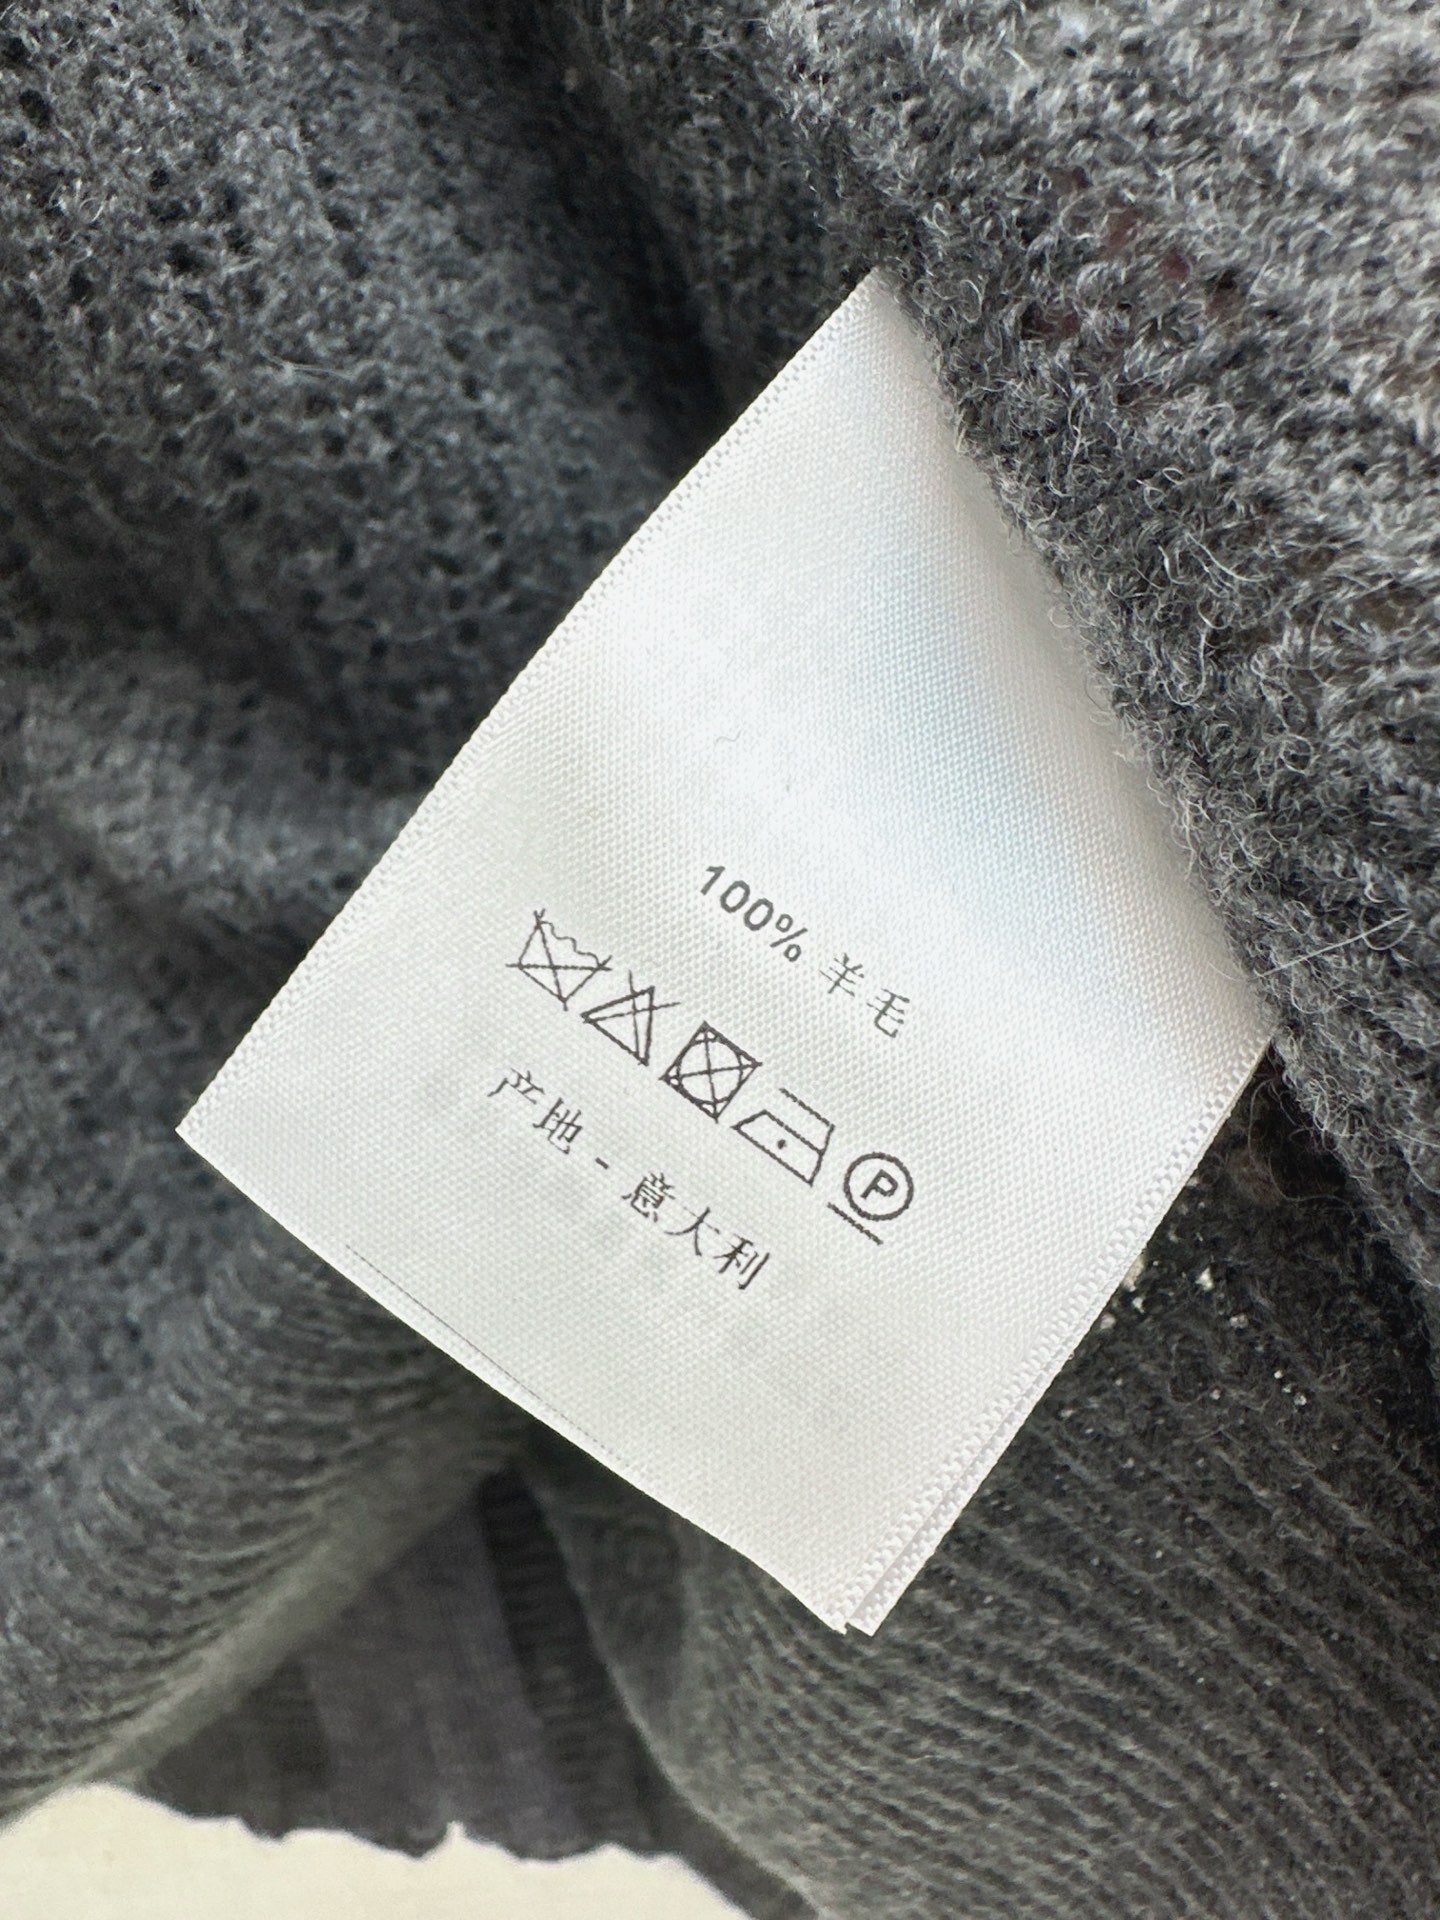 100% 羊毛
P
产地 - 意大利